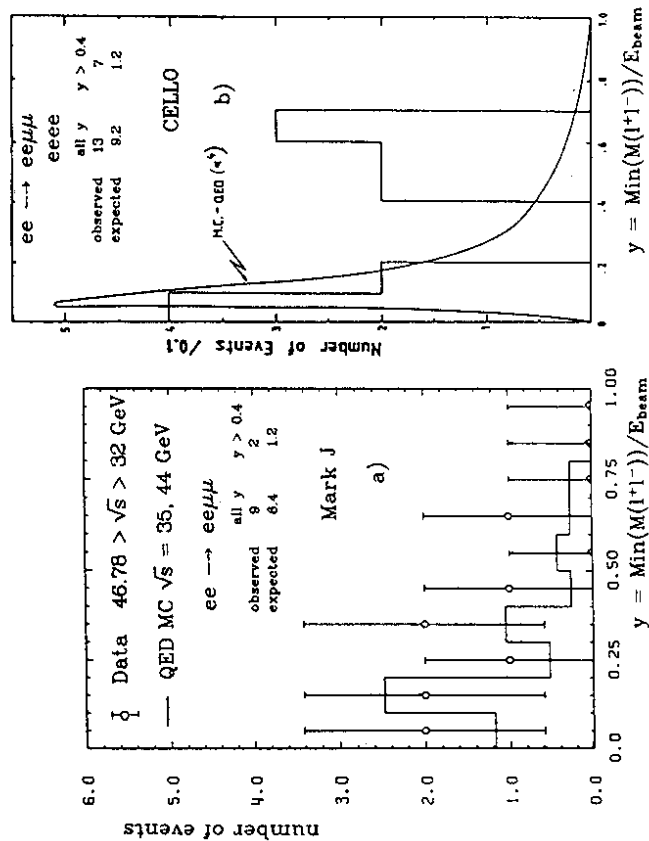 6.0
5.0
4.0
3.0
2.0
1.0
0.0
number of events
Data 46.78 > √s > 32 GeV
QED MC √s = 35, 44 GeV
ee → eeμμ
all y y > 0.4
observed 9 2
expected 6.4 1.2
Mark J
a)
0.0 0.25 0.50 0.75 1.00
y = Min(M(l⁺l⁻))/E_beam
5
4
3
2
1
0
Number of Events /0.1
ee → eeμμ
eeee
all y y > 0.4
observed 13 7
expected 9.2 1.2
CELLO
b)
M.C.-QED (α⁴)
.2 .4 .6 .8 1.0
y = Min(M(l⁺l⁻))/E_beam